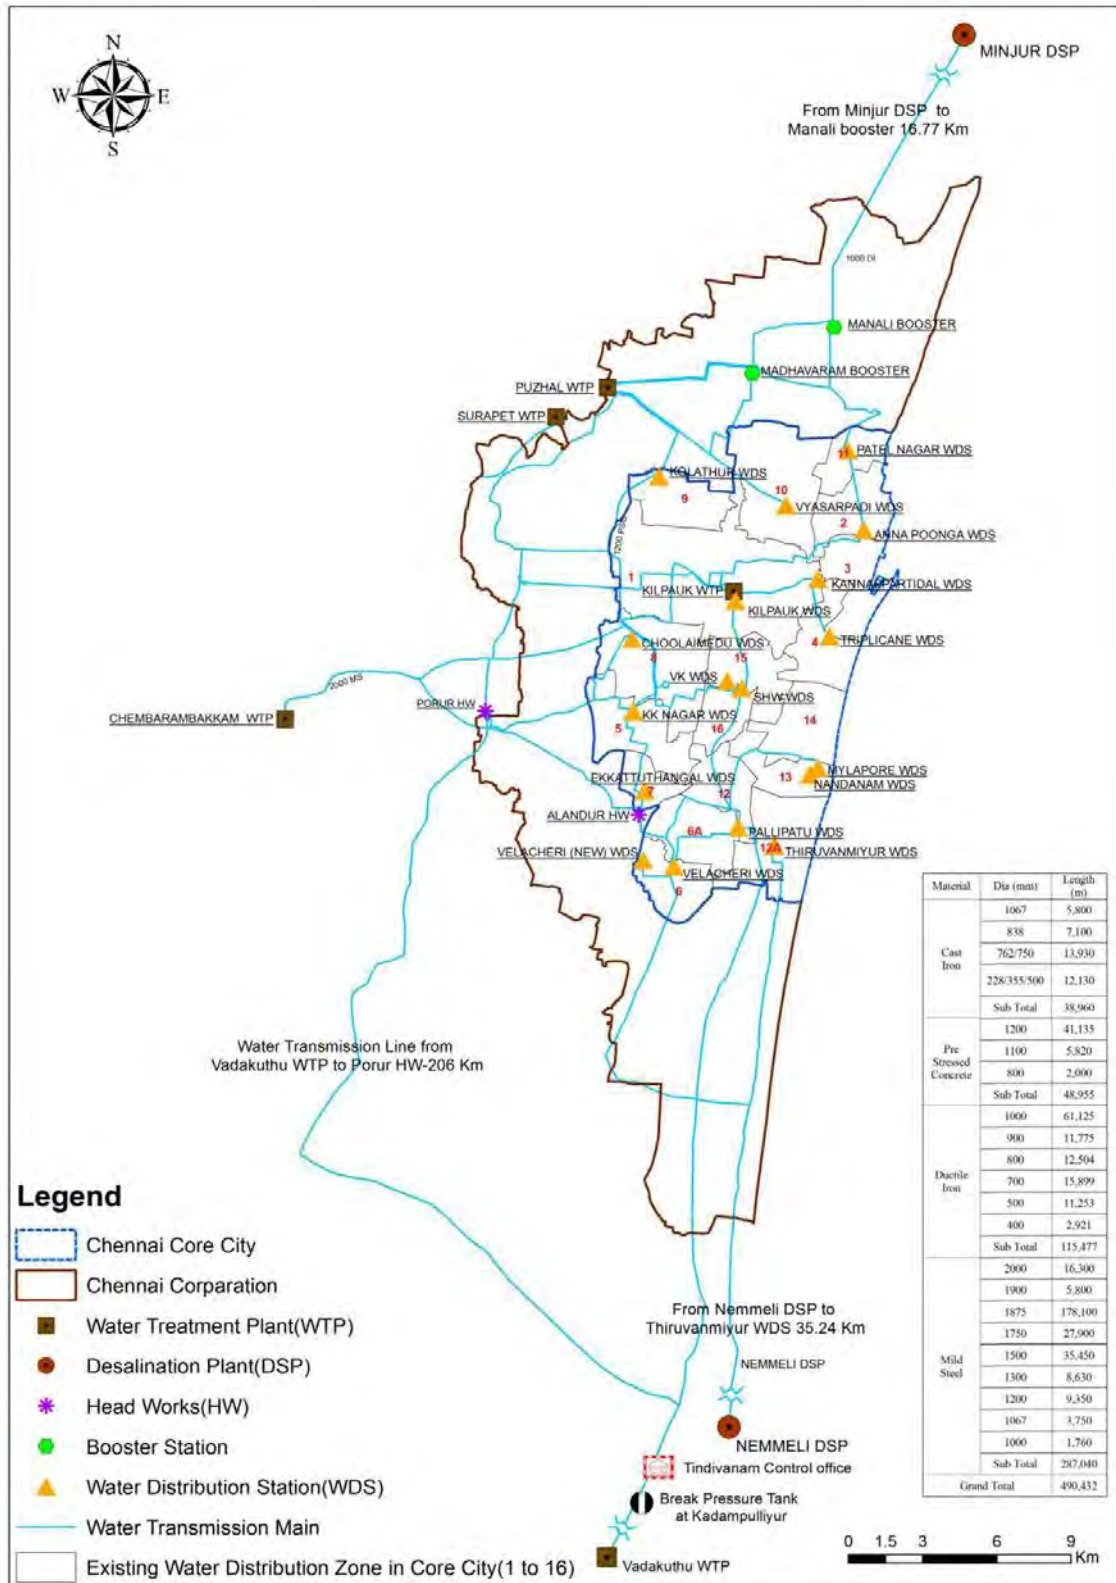 N
W E
S
MINJUR DSP
From Minjur DSP to
Manali booster 16.77 Km
1000 DI
MANALI BOOSTER
MADHAVARAM BOOSTER
PUZHAL WTP
SURAPET WTP
11
PATEL NAGAR WDS
KOLATHUR WDS
9
10
VYASARPADI WDS
2
ANNA POONGA WDS
1200 PSC
1
3
KILPAUK WTP
KANNAPPARTIDAL WDS
KILPAUK WDS
4
TRIPLICANE WDS
CHOOLAIMEDU WDS
8
15
VK WDS
SHW WDS
2000 MS
PORUR HW
CHEMBARAMBAKKAM WTP
KK NAGAR WDS
5
16
14
EKKATTUTHANGAL WDS
13
MYLAPORE WDS
NANDANAM WDS
7
12
ALANDUR HW
6A
PALLIPATU WDS
12A
THIRUVANMIYUR WDS
VELACHERI (NEW) WDS
VELACHERI WDS
6
Water Transmission Line from
Vadakuthu WTP to Porur HW-206 Km
From Nemmeli DSP to
Thiruvanmiyur WDS 35.24 Km
NEMMELI DSP
NEMMELI DSP
Tindivanam Control office
Break Pressure Tank
at Kadampulliyur
Vadakuthu WTP
Legend
Chennai Core City
Chennai Corparation
Water Treatment Plant(WTP)
Desalination Plant(DSP)
Head Works(HW)
Booster Station
Water Distribution Station(WDS)
Water Transmission Main
Existing Water Distribution Zone in Core City(1 to 16)
Material Dia (mm) Length (m)
Cast Iron
1067 5,800
838 7,100
762/750 13,930
228/355/500 12,130
Sub Total 38,960
Pre Stressed Concrete
1200 41,135
1100 5,820
800 2,000
Sub Total 48,955
Ductile Iron
1000 61,125
900 11,775
800 12,504
700 15,899
500 11,253
400 2,921
Sub Total 115,477
Mild Steel
2000 16,300
1900 5,800
1875 178,100
1750 27,900
1500 35,450
1300 8,630
1200 9,350
1067 3,750
1000 1,760
Sub Total 287,040
Grand Total 490,432
0 1.5 3 6 9
Km